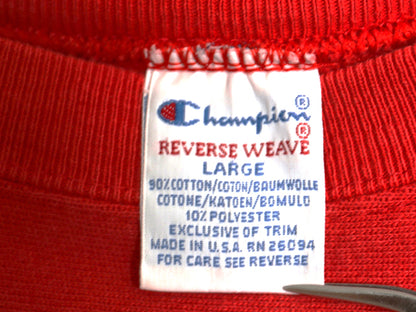 Champion®
REVERSE WEAVE®
LARGE
90%COTTON/COTON/BAUMWOLLE
COTONE/KATOEN/BOMULD
10% POLYESTER
EXCLUSIVE OF TRIM
MADE IN U.S.A. RN 26094
FOR CARE SEE REVERSE